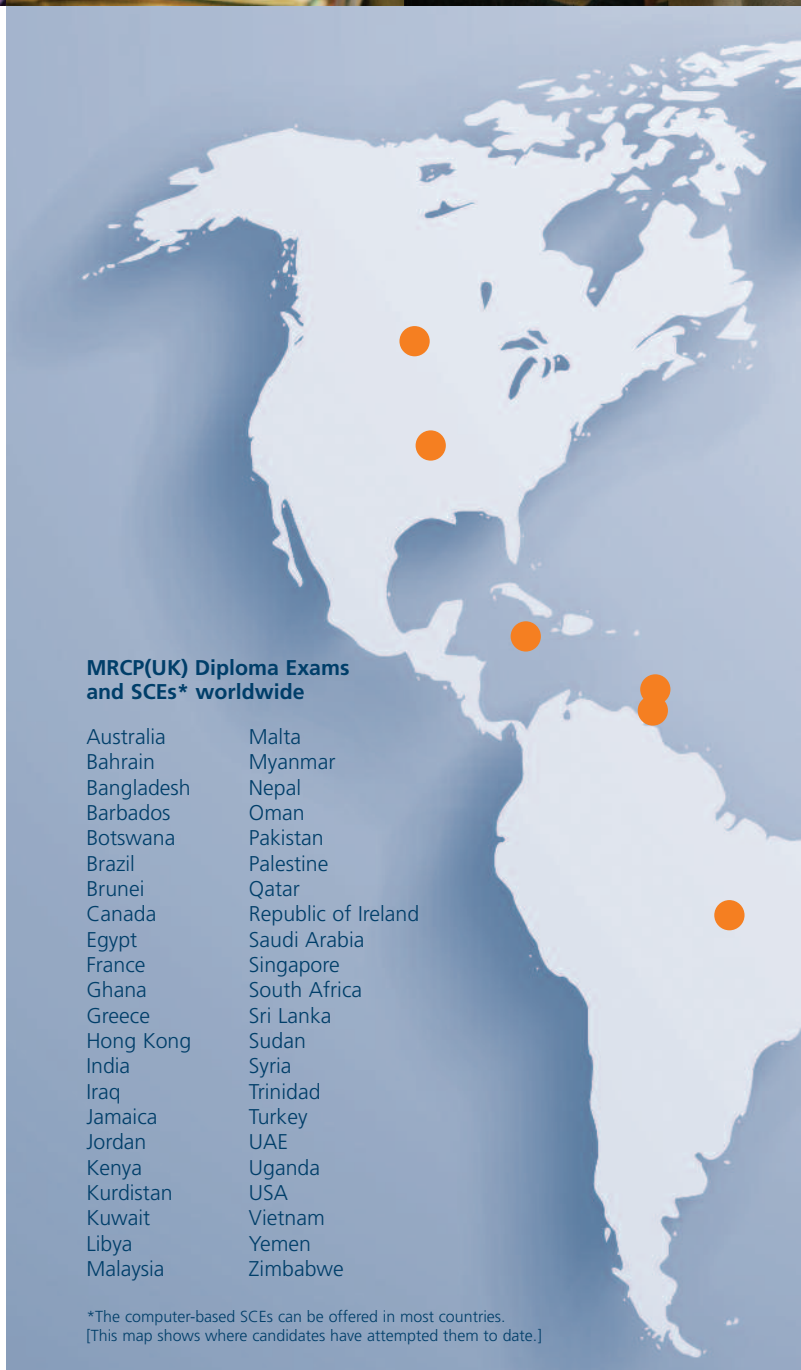 MRCP(UK) Diploma Exams
and SCEs* worldwide
Australia
Bahrain
Bangladesh
Barbados
Botswana
Brazil
Brunei
Canada
Egypt
France
Ghana
Greece
Hong Kong
India
Iraq
Jamaica
Jordan
Kenya
Kurdistan
Kuwait
Libya
Malaysia
Malta
Myanmar
Nepal
Oman
Pakistan
Palestine
Qatar
Republic of Ireland
Saudi Arabia
Singapore
South Africa
Sri Lanka
Sudan
Syria
Trinidad
Turkey
UAE
Uganda
USA
Vietnam
Yemen
Zimbabwe
*The computer-based SCEs can be offered in most countries.
[This map shows where candidates have attempted them to date.]